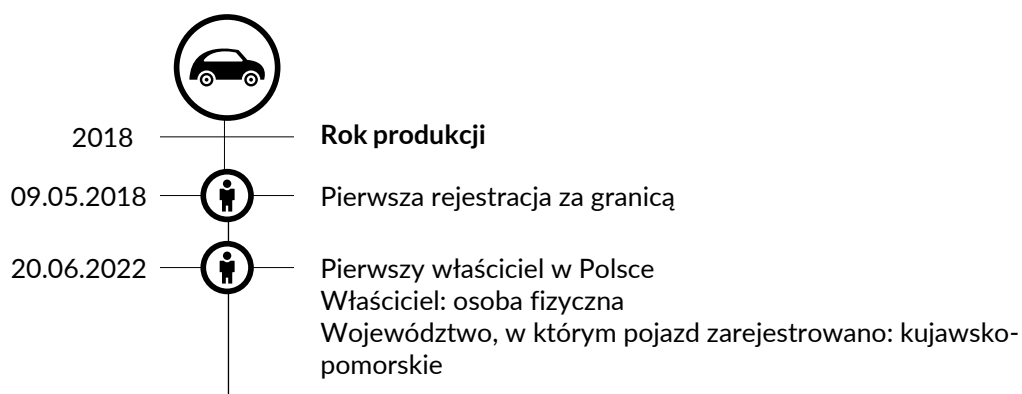 2018 Rok produkcji
09.05.2018 Pierwsza rejestracja za granicą
20.06.2022 Pierwszy właściciel w Polsce
Właściciel: osoba fizyczna
Województwo, w którym pojazd zarejestrowano: kujawsko-
pomorskie